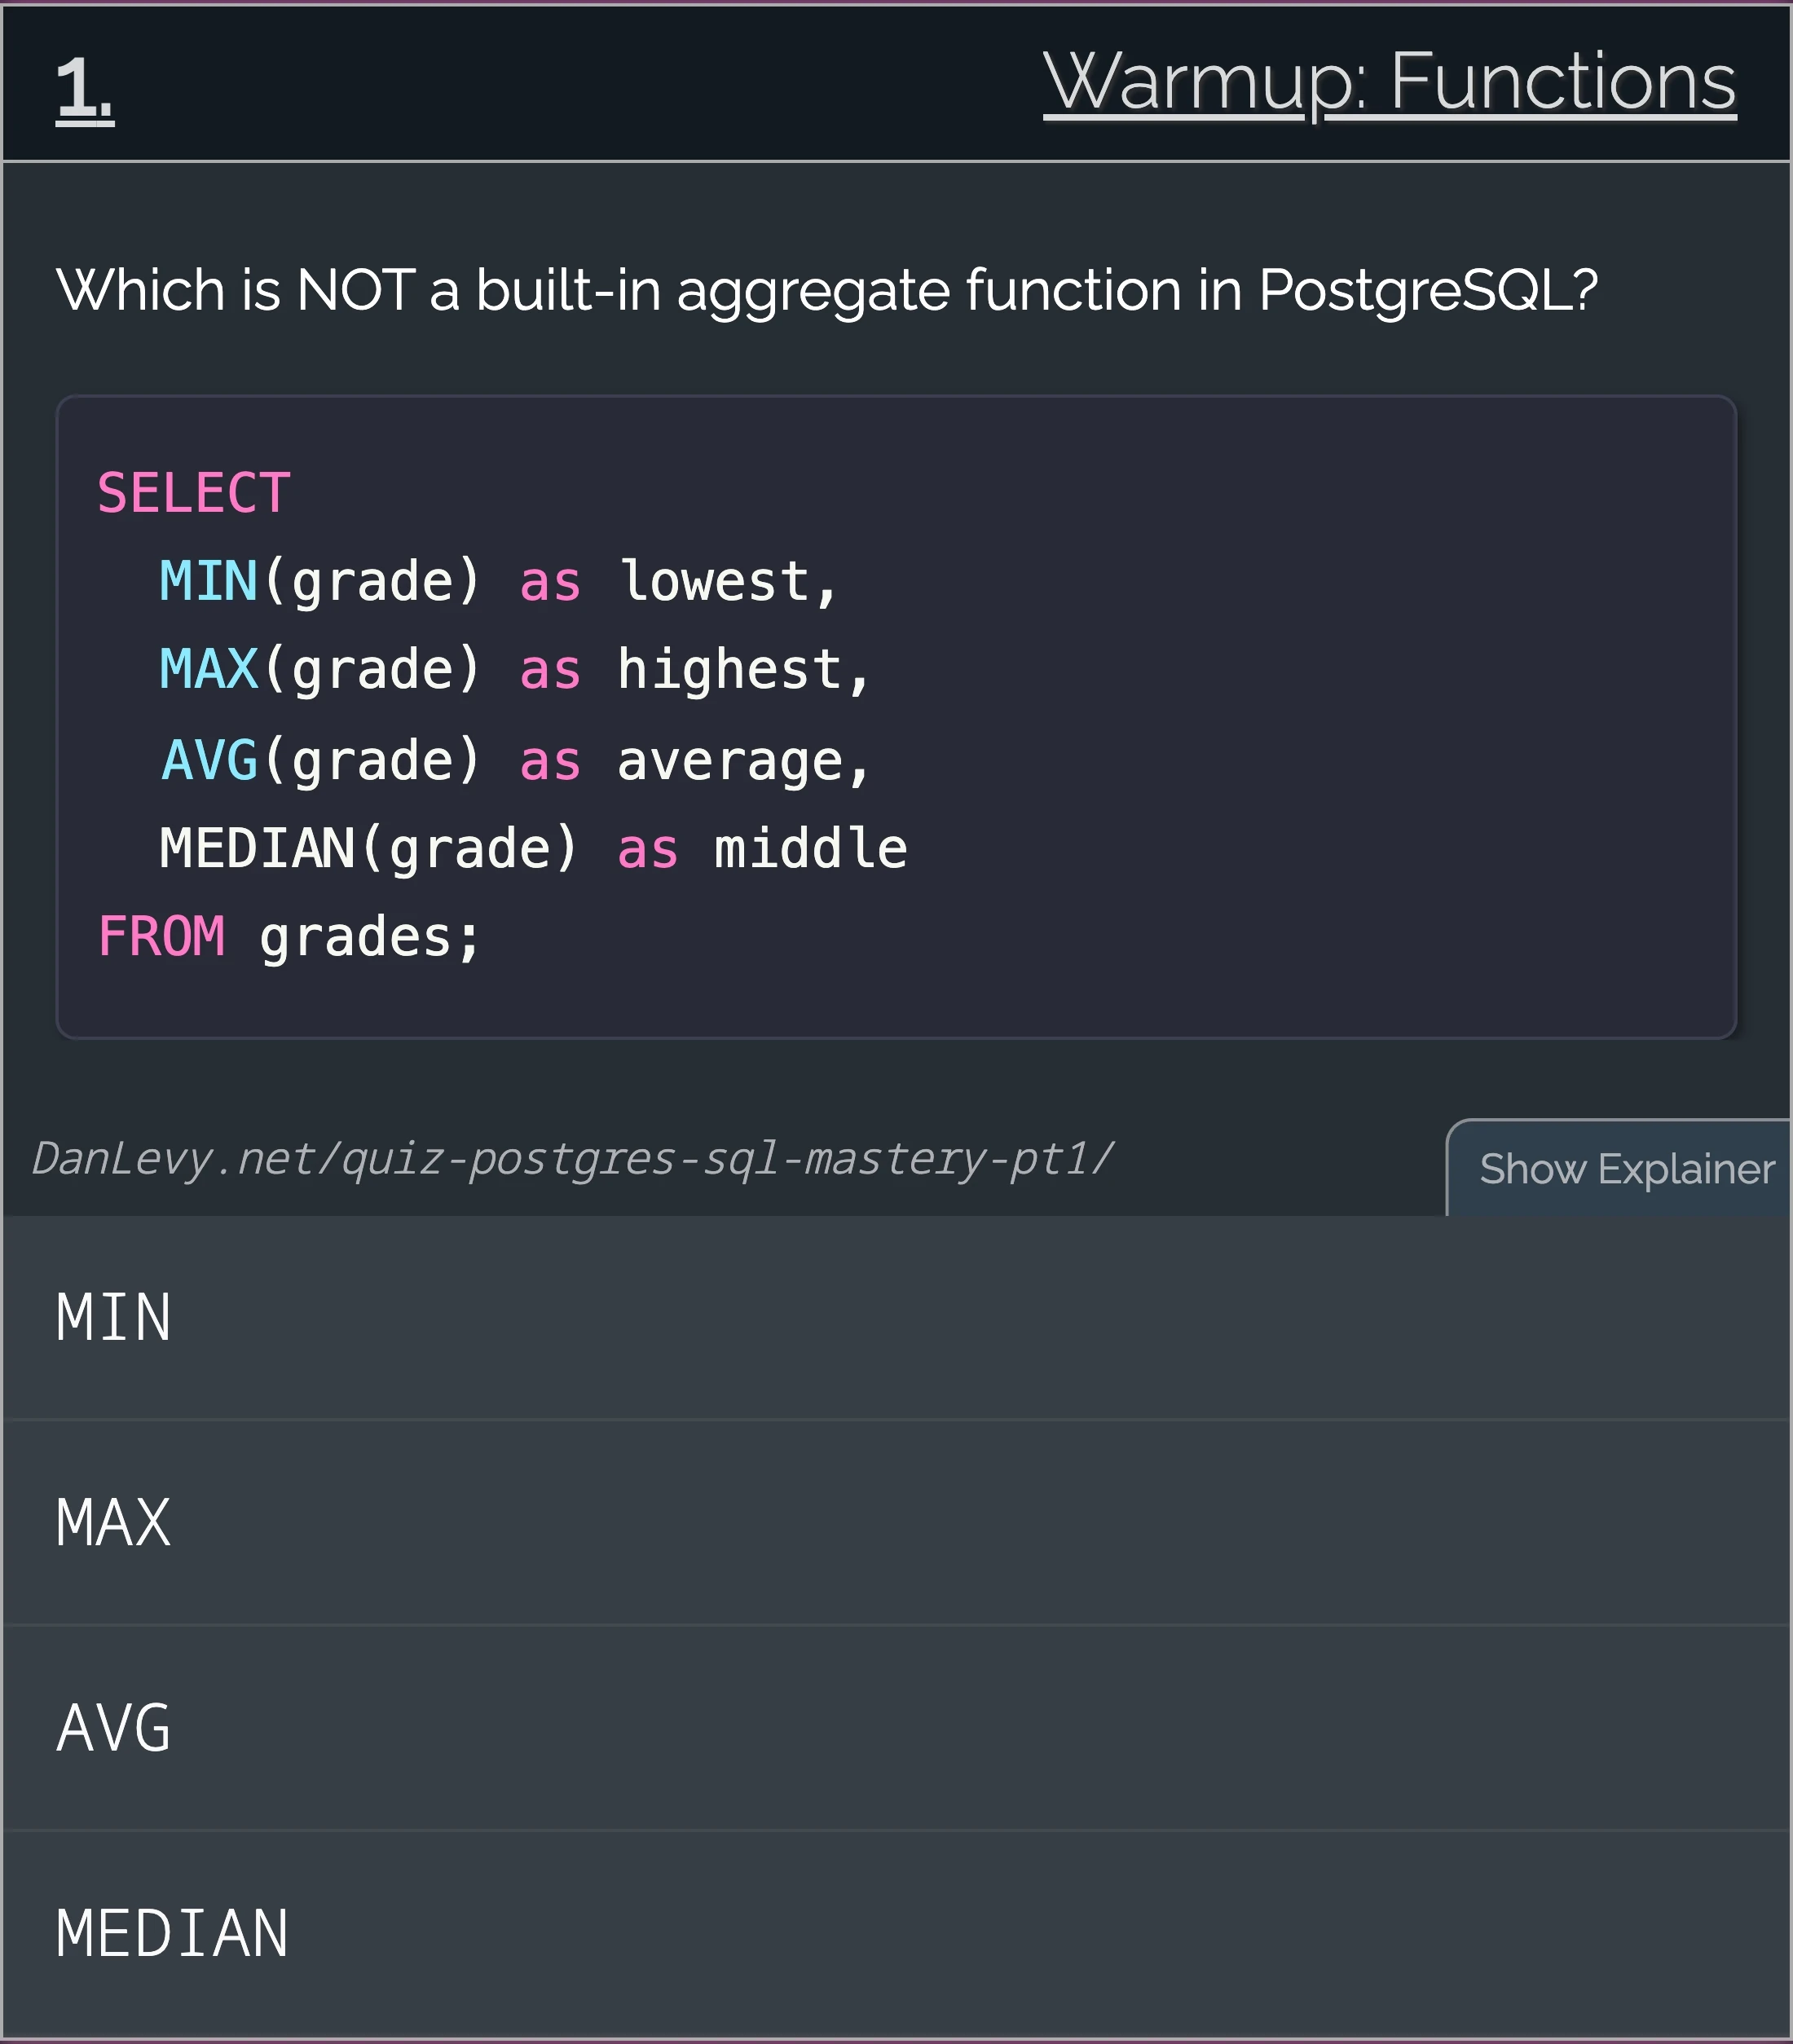 1.
Warmup: Functions
Which is NOT a built-in aggregate function in PostgreSQL?
SELECT
  MIN(grade) as lowest,
  MAX(grade) as highest,
  AVG(grade) as average,
  MEDIAN(grade) as middle
FROM grades;
DanLevy.net/quiz-postgres-sql-mastery-pt1/
Show Explainer
MIN
MAX
AVG
MEDIAN